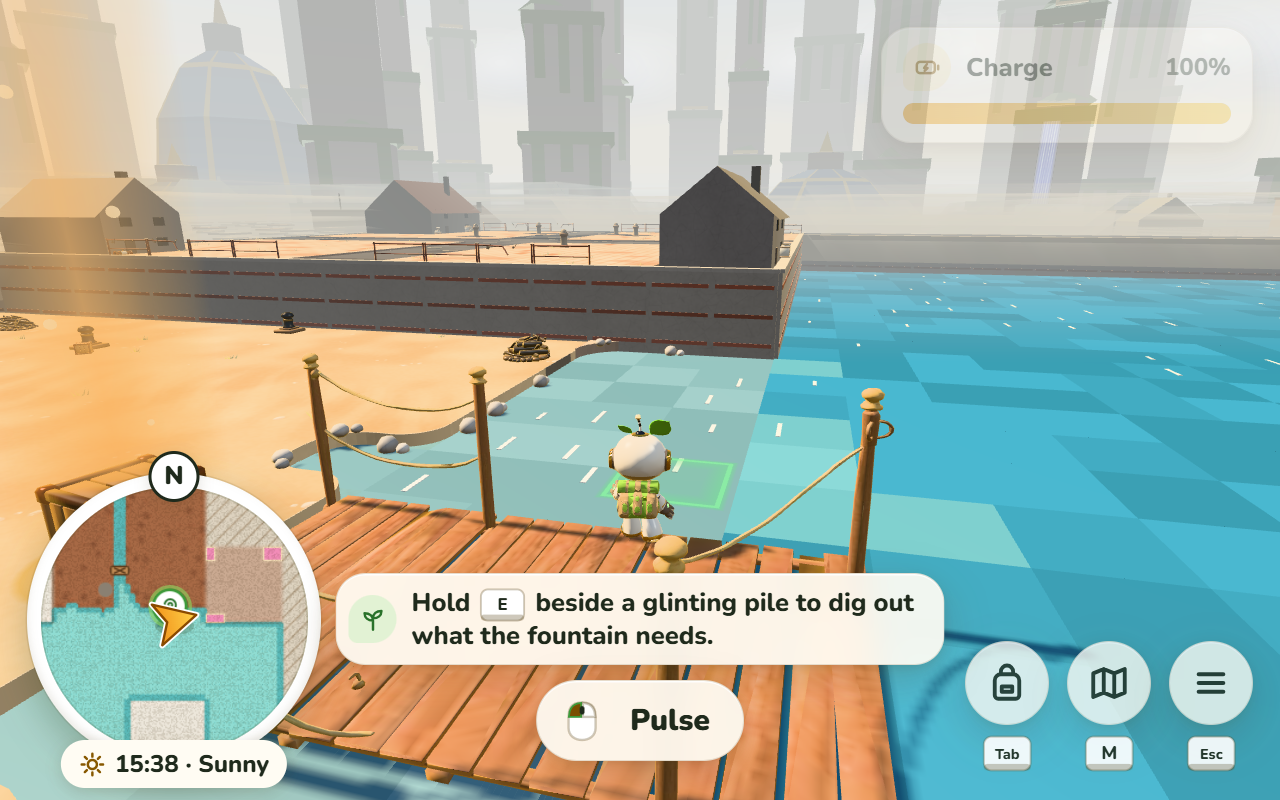 Charge 100%
N
Hold E beside a glinting pile to dig out
what the fountain needs.
Pulse
15:38 · Sunny
Tab
M
Esc